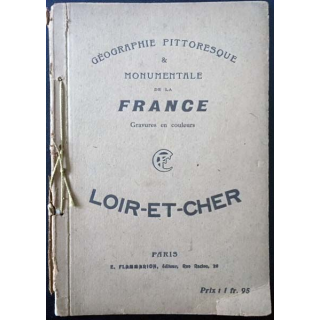 GÉOGRAPHIE PITTORESQUE
&
MONUMENTALE
DE LA
FRANCE
Gravures en couleurs
LOIR-ET-CHER
PARIS
E. FLAMMARION, Éditeur, Rue Racine, 26
Prix : 1 fr. 95